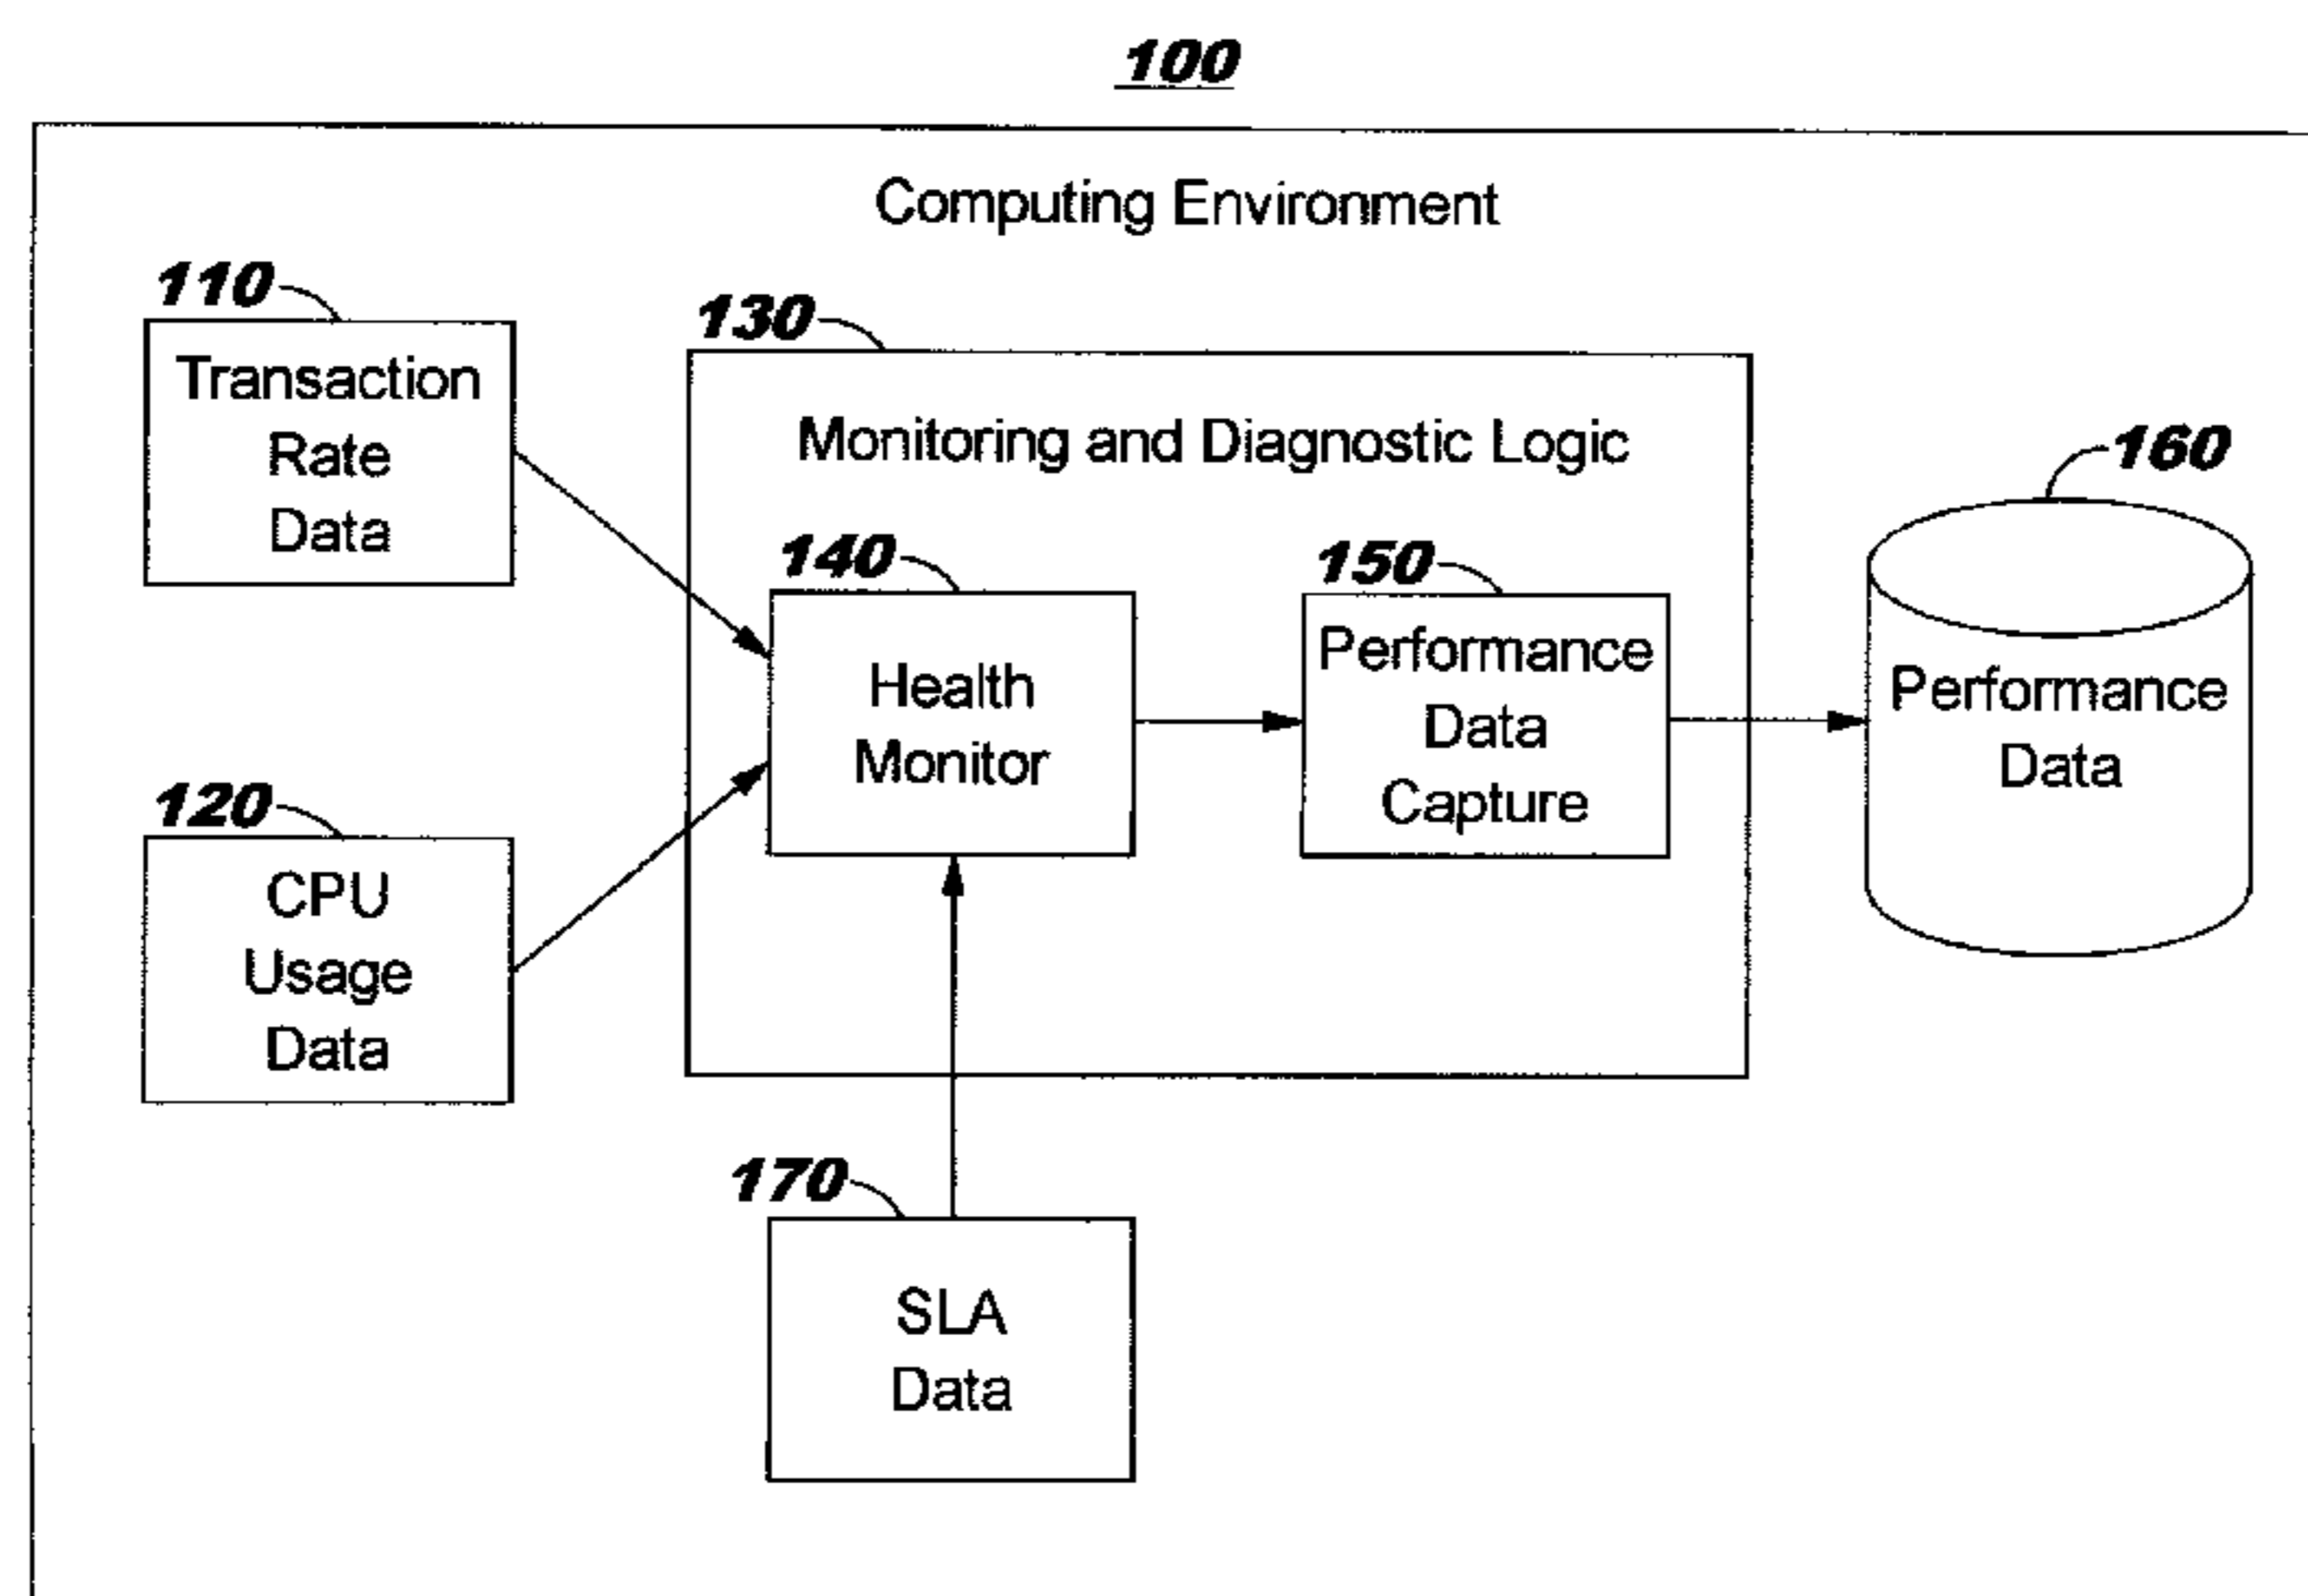 100
Computing Environment
110
Transaction
Rate
Data
120
CPU
Usage
Data
130
Monitoring and Diagnostic Logic
140
Health
Monitor
150
Performance
Data
Capture
160
Performance
Data
170
SLA
Data